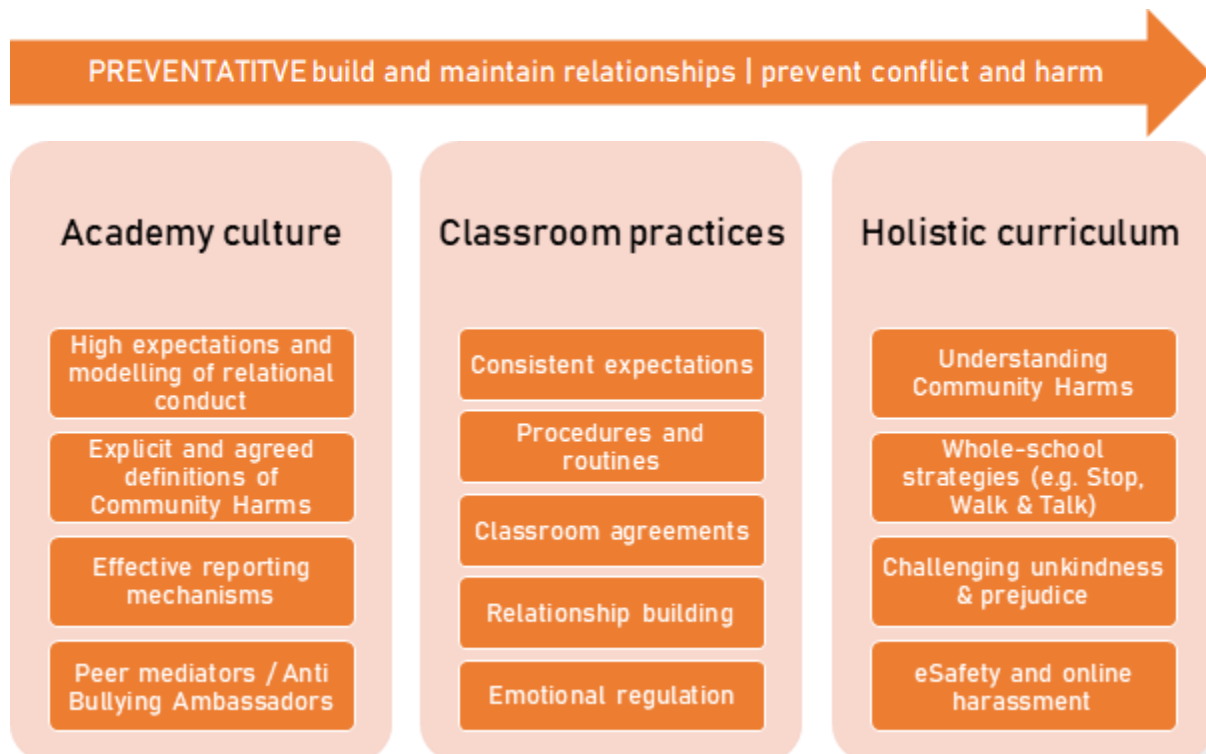 PREVENTATITVE build and maintain relationships | prevent conflict and harm
Academy culture
High expectations and
modelling of relational
conduct
Explicit and agreed
definitions of
Community Harms
Effective reporting
mechanisms
Peer mediators / Anti
Bullying Ambassadors
Classroom practices
Consistent expectations
Procedures and
routines
Classroom agreements
Relationship building
Emotional regulation
Holistic curriculum
Understanding
Community Harms
Whole-school
strategies (e.g. Stop,
Walk & Talk)
Challenging unkindness
& prejudice
eSafety and online
harassment